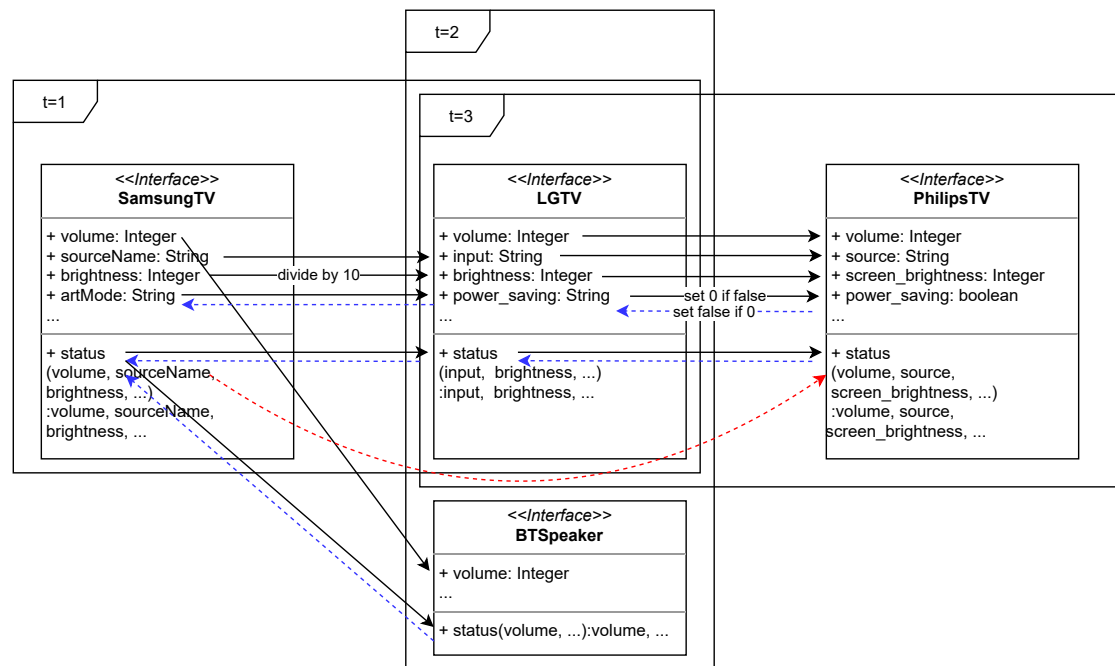 t=2
t=1
t=3
<<Interface>>
SamsungTV
+ volume: Integer
+ sourceName: String
+ brightness: Integer
+ artMode: String
...
+ status
(volume, sourceName,
brightness, ...)
:volume, sourceName,
brightness, ...
divide by 10
<<Interface>>
LGTV
+ volume: Integer
+ input: String
+ brightness: Integer
+ power_saving: String
...
+ status
(input, brightness, ...)
:input, brightness, ...
set 0 if false
set false if 0
<<Interface>>
PhilipsTV
+ volume: Integer
+ source: String
+ screen_brightness: Integer
+ power_saving: boolean
...
+ status
(volume, source,
screen_brightness, ...)
:volume, source,
screen_brightness, ...
<<Interface>>
BTSpeaker
+ volume: Integer
...
+ status(volume, ...):volume, ...